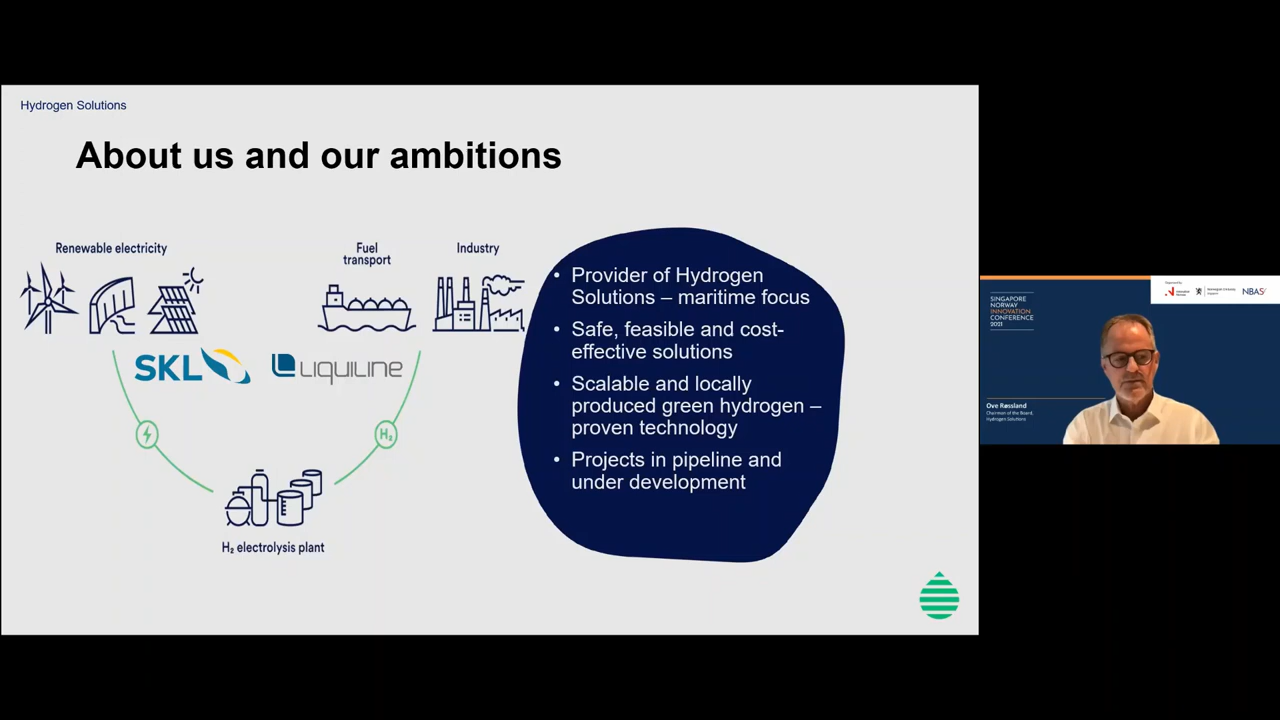 Hydrogen Solutions
About us and our ambitions
Renewable electricity
Fuel
transport
Industry
SKL
LIQUILINE
H₂
H₂ electrolysis plant
• Provider of Hydrogen
Solutions – maritime focus
• Safe, feasible and cost-
effective solutions
• Scalable and locally
produced green hydrogen –
proven technology
• Projects in pipeline and
under development
SINGAPORE
NORWAY
INNOVATION
CONFERENCE
2021
NBAS
Ove Røssland
Chairman of the Board,
Hydrogen Solutions